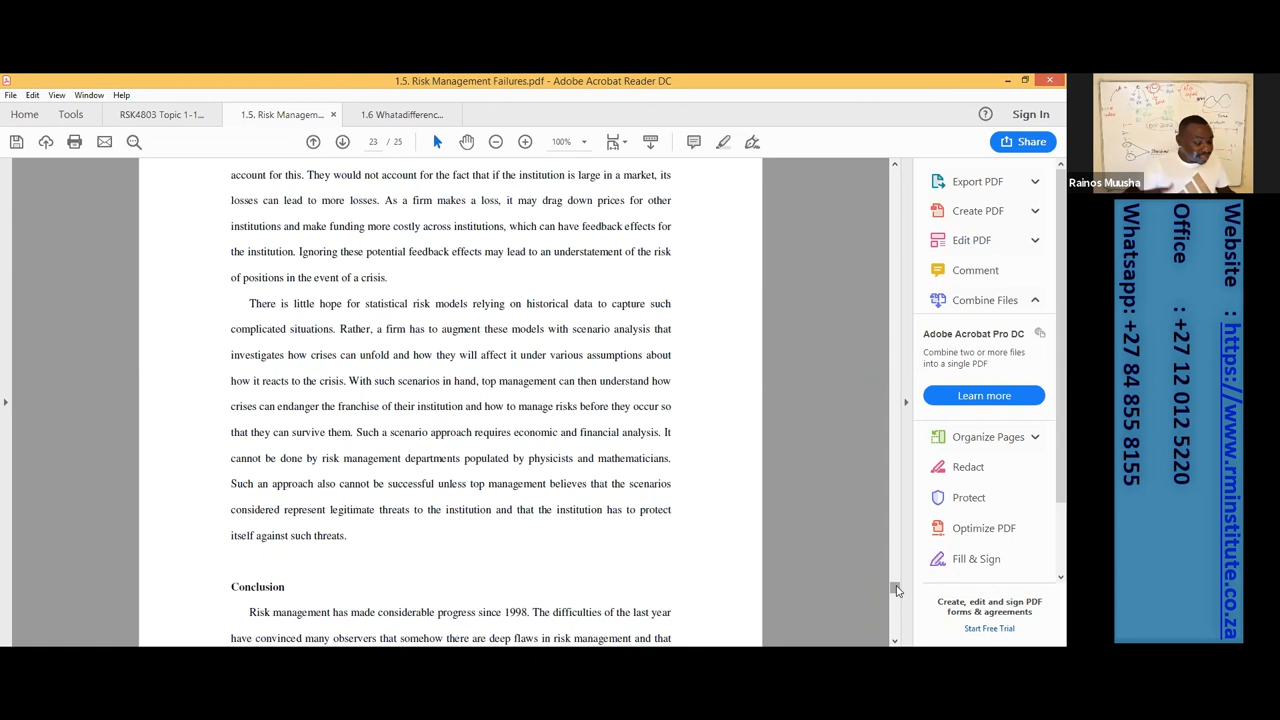 1.5. Risk Management Failures.pdf - Adobe Acrobat Reader DC
File Edit View Window Help
Home Tools RSK4803 Topic 1-1... 1.5. Risk Managem... × 1.6 Whatadifferenc... Sign In
23 / 25 100% Share
account for this. They would not account for the fact that if the institution is large in a market, its
losses can lead to more losses. As a firm makes a loss, it may drag down prices for other
institutions and make funding more costly across institutions, which can have feedback effects for
the institution. Ignoring these potential feedback effects may lead to an understatement of the risk
of positions in the event of a crisis.
There is little hope for statistical risk models relying on historical data to capture such
complicated situations. Rather, a firm has to augment these models with scenario analysis that
investigates how crises can unfold and how they will affect it under various assumptions about
how it reacts to the crisis. With such scenarios in hand, top management can then understand how
crises can endanger the franchise of their institution and how to manage risks before they occur so
that they can survive them. Such a scenario approach requires economic and financial analysis. It
cannot be done by risk management departments populated by physicists and mathematicians.
Such an approach also cannot be successful unless top management believes that the scenarios
considered represent legitimate threats to the institution and that the institution has to protect
itself against such threats.
Conclusion
Risk management has made considerable progress since 1998. The difficulties of the last year
have convinced many observers that somehow there are deep flaws in risk management and that
Export PDF
Create PDF
Edit PDF
Comment
Combine Files
Adobe Acrobat Pro DC
Combine two or more files
into a single PDF
Learn more
Organize Pages
Redact
Protect
Optimize PDF
Fill & Sign
Create, edit and sign PDF
forms & agreements
Start Free Trial
Rainos Muusha
Website : https://www.rminstitute.co.za
Office : +27 12 012 5220
Whatsapp: +27 84 855 8155